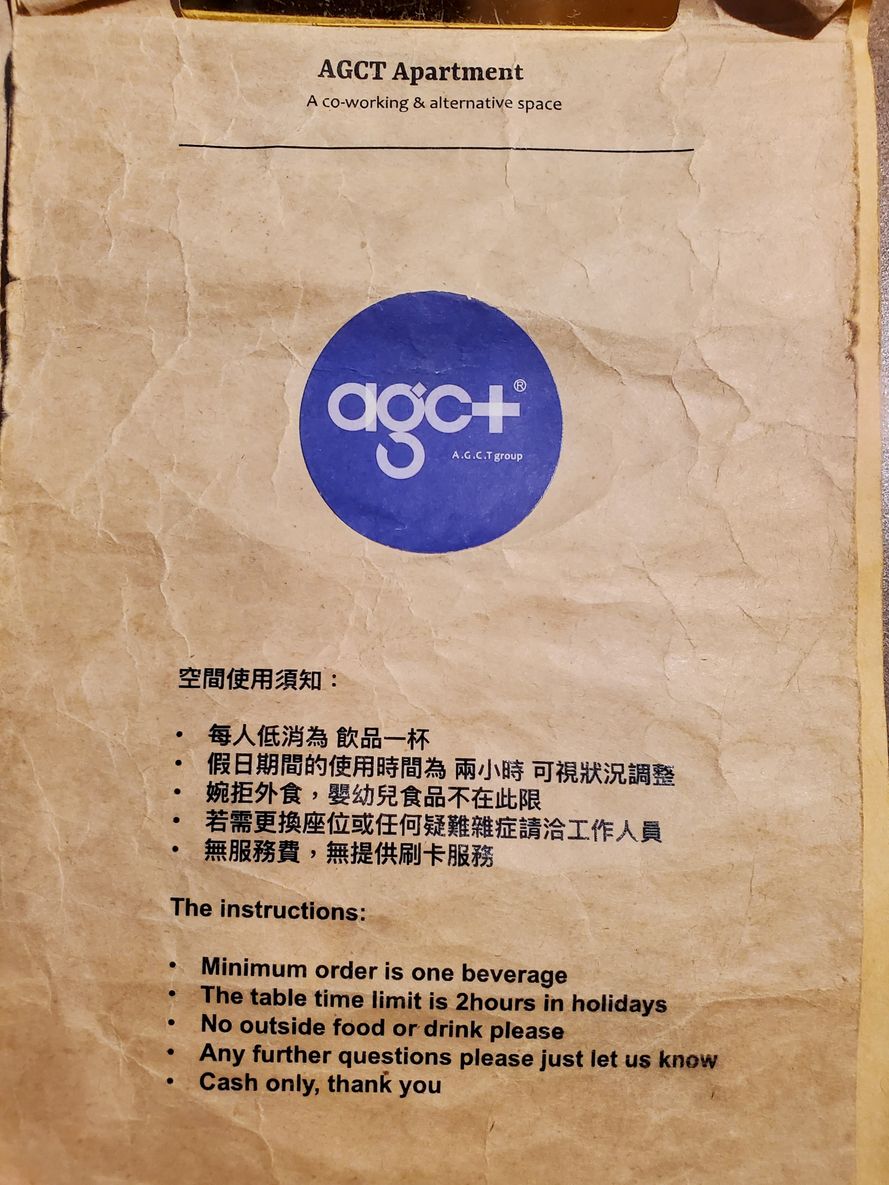 AGCT Apartment
A co-working & alternative space
agct®
A.G.C.T group
空間使用須知：
• 每人低消為 飲品一杯
• 假日期間的使用時間為 兩小時 可視狀況調整
• 婉拒外食，嬰幼兒食品不在此限
• 若需更換座位或任何疑難雜症請洽工作人員
• 無服務費，無提供刷卡服務
The instructions:
• Minimum order is one beverage
• The table time limit is 2hours in holidays
• No outside food or drink please
• Any further questions please just let us know
• Cash only, thank you